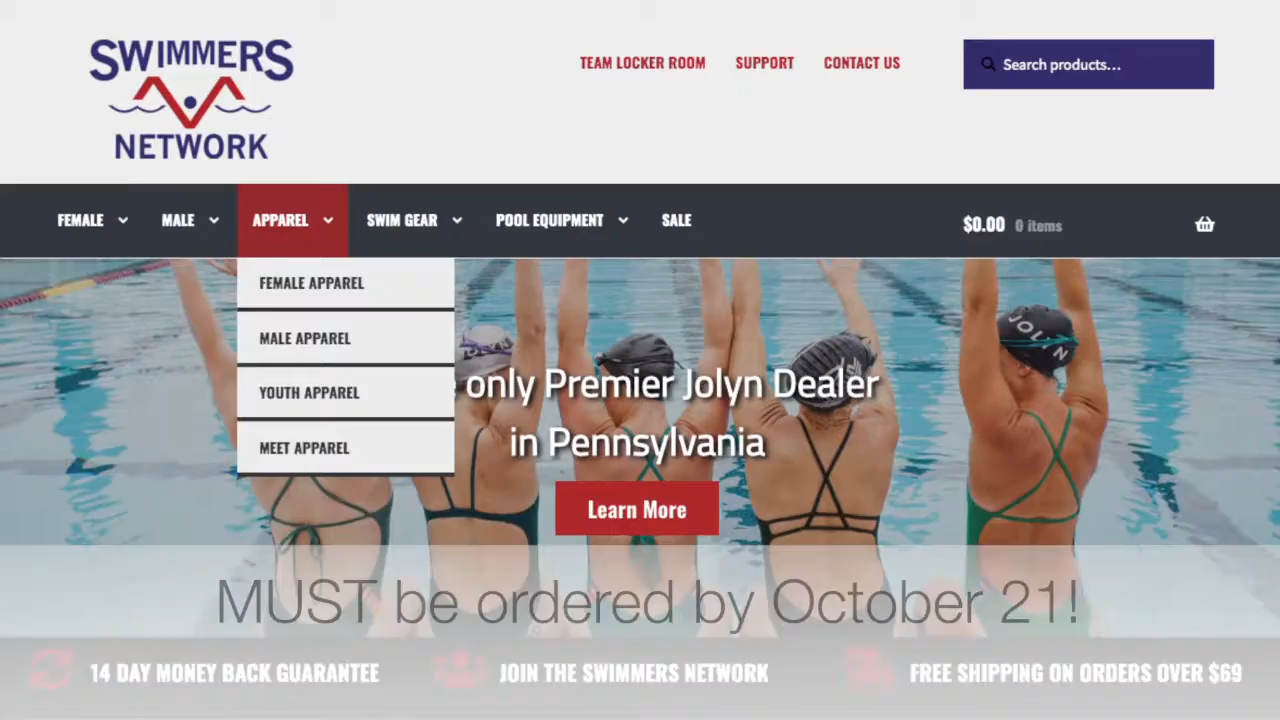 SWIMMERS
NETWORK
TEAM LOCKER ROOM SUPPORT CONTACT US
Search products...
FEMALE MALE APPAREL SWIM GEAR POOL EQUIPMENT SALE
$0.00 0 items
FEMALE APPAREL
MALE APPAREL
YOUTH APPAREL
MEET APPAREL
JOLYN
only Premier Jolyn Dealer
in Pennsylvania
Learn More
MUST be ordered by October 21!
14 DAY MONEY BACK GUARANTEE
JOIN THE SWIMMERS NETWORK
FREE SHIPPING ON ORDERS OVER $69